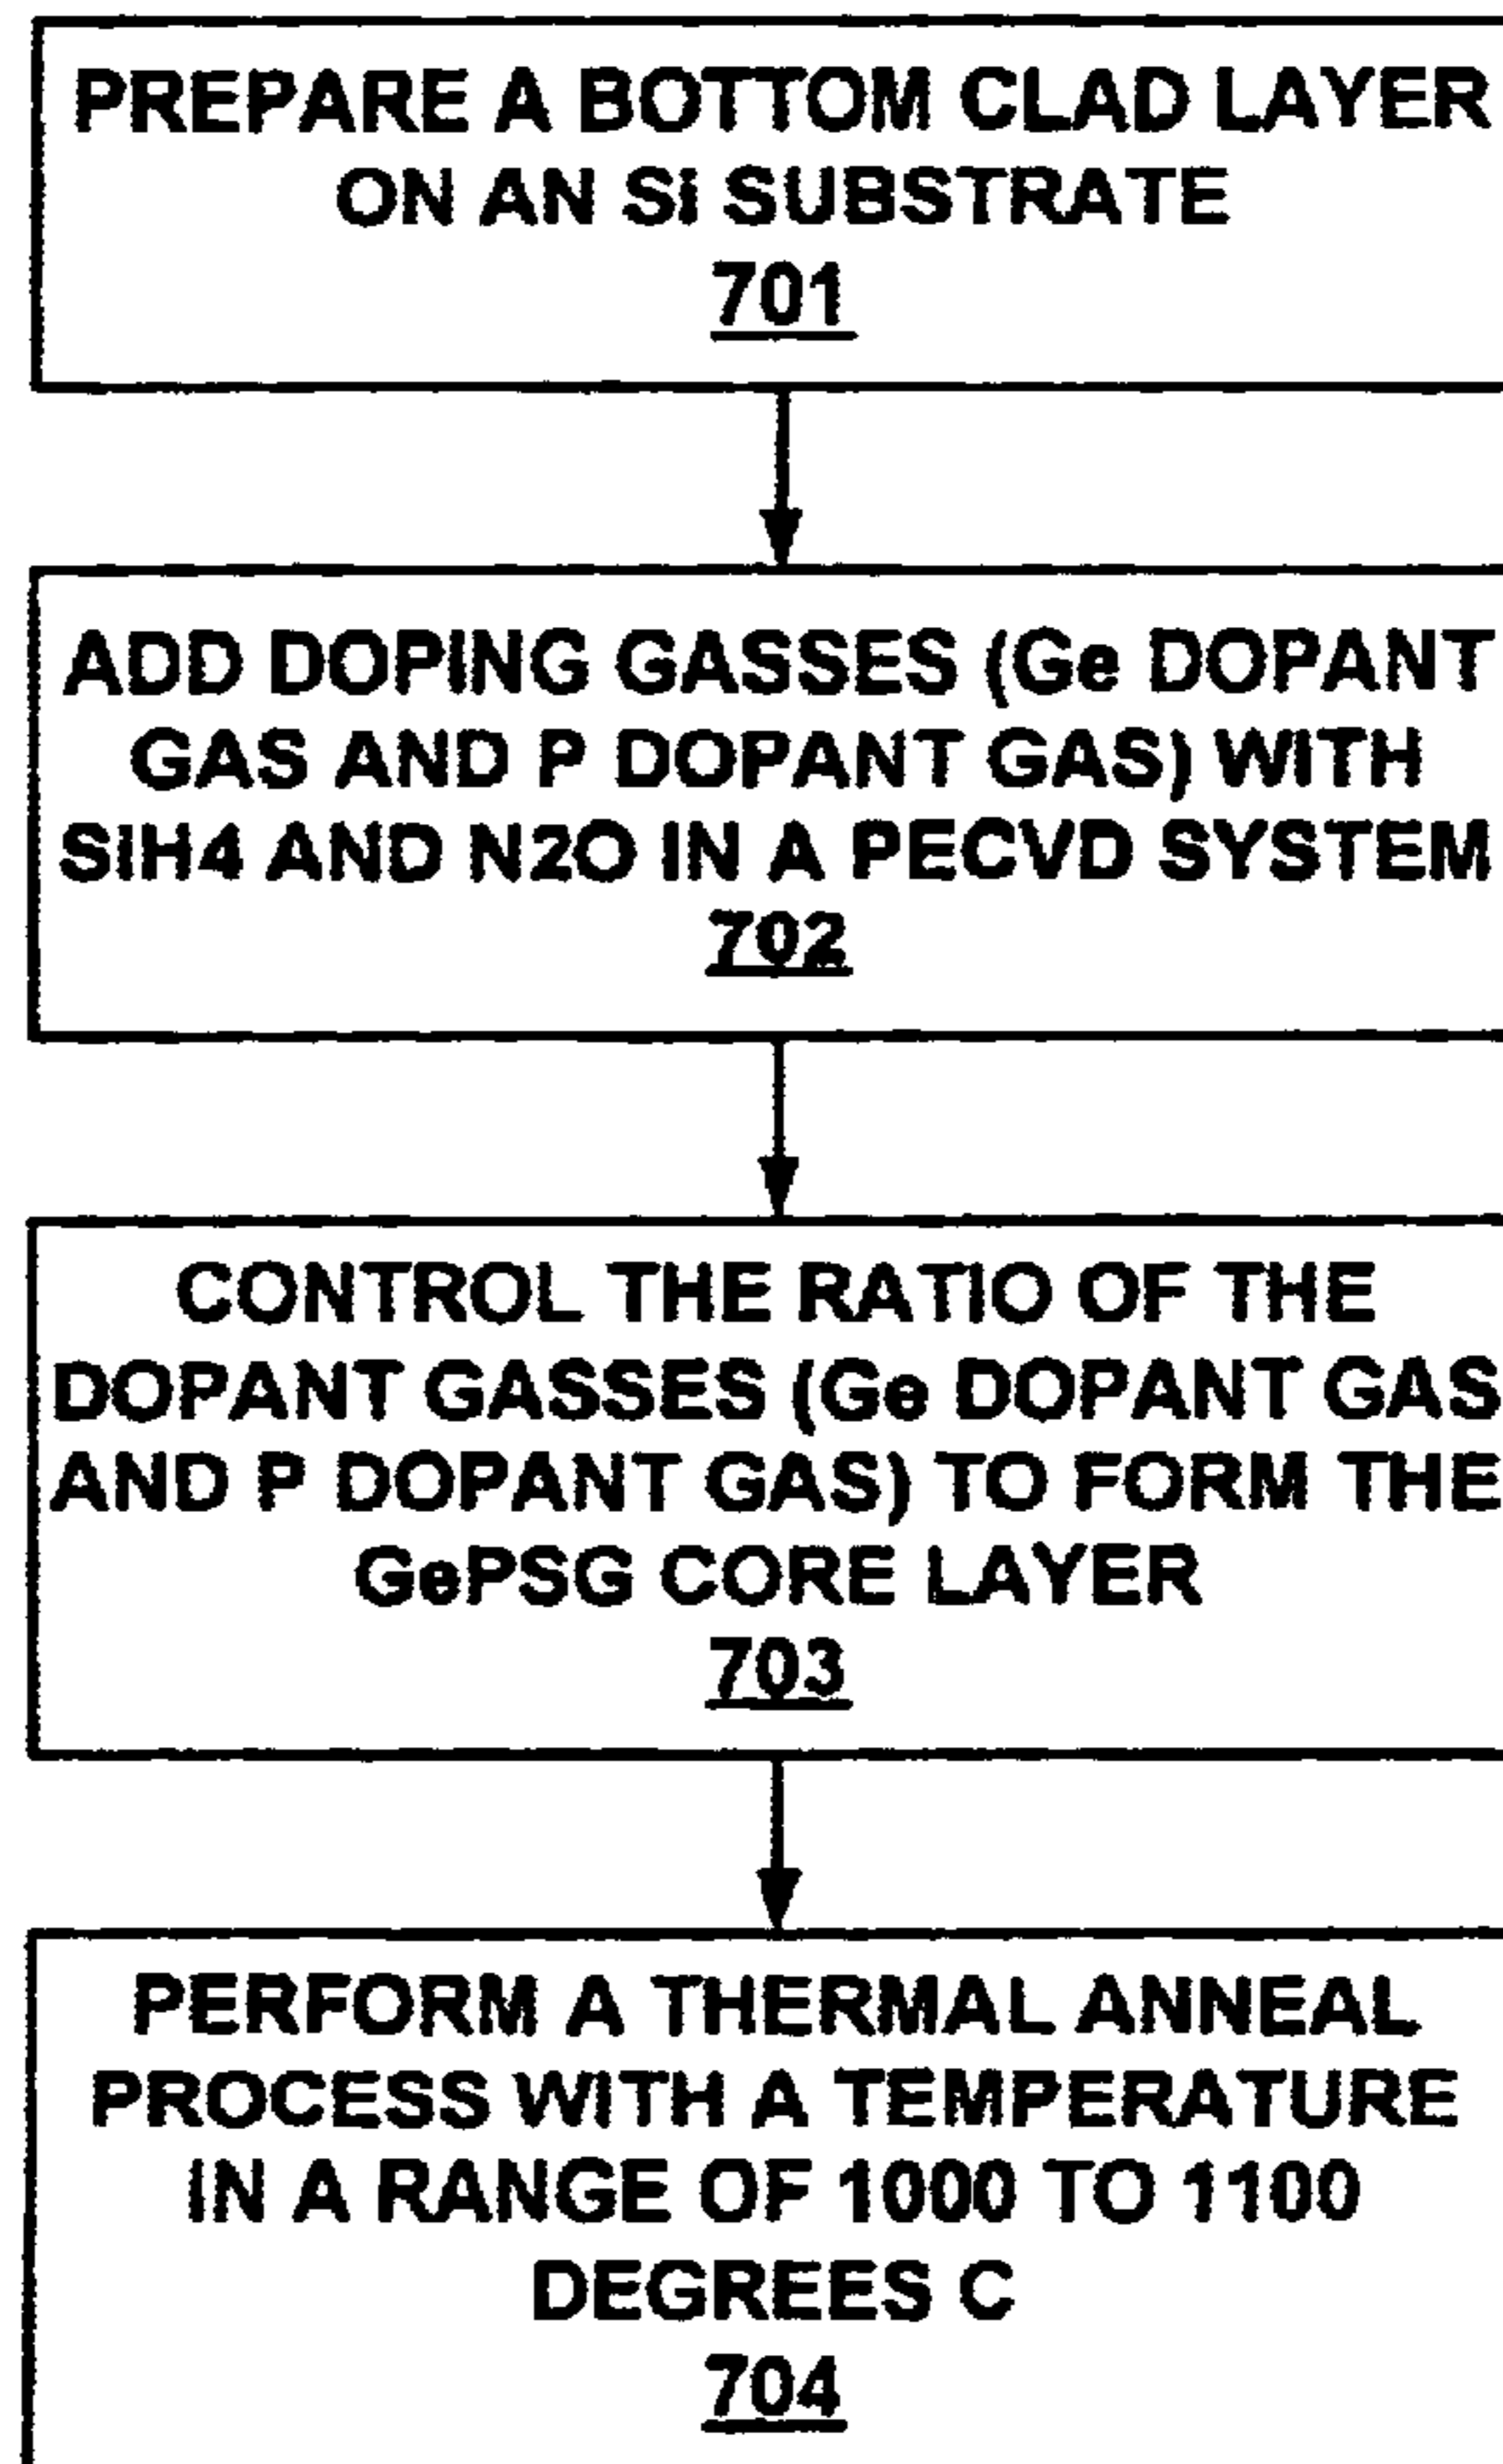 PREPARE A BOTTOM CLAD LAYER
ON AN Si SUBSTRATE
701
ADD DOPING GASSES (Ge DOPANT
GAS AND P DOPANT GAS) WITH
SiH4 AND N2O IN A PECVD SYSTEM
702
CONTROL THE RATIO OF THE
DOPANT GASSES (Ge DOPANT GAS
AND P DOPANT GAS) TO FORM THE
GePSG CORE LAYER
703
PERFORM A THERMAL ANNEAL
PROCESS WITH A TEMPERATURE
IN A RANGE OF 1000 TO 1100
DEGREES C
704